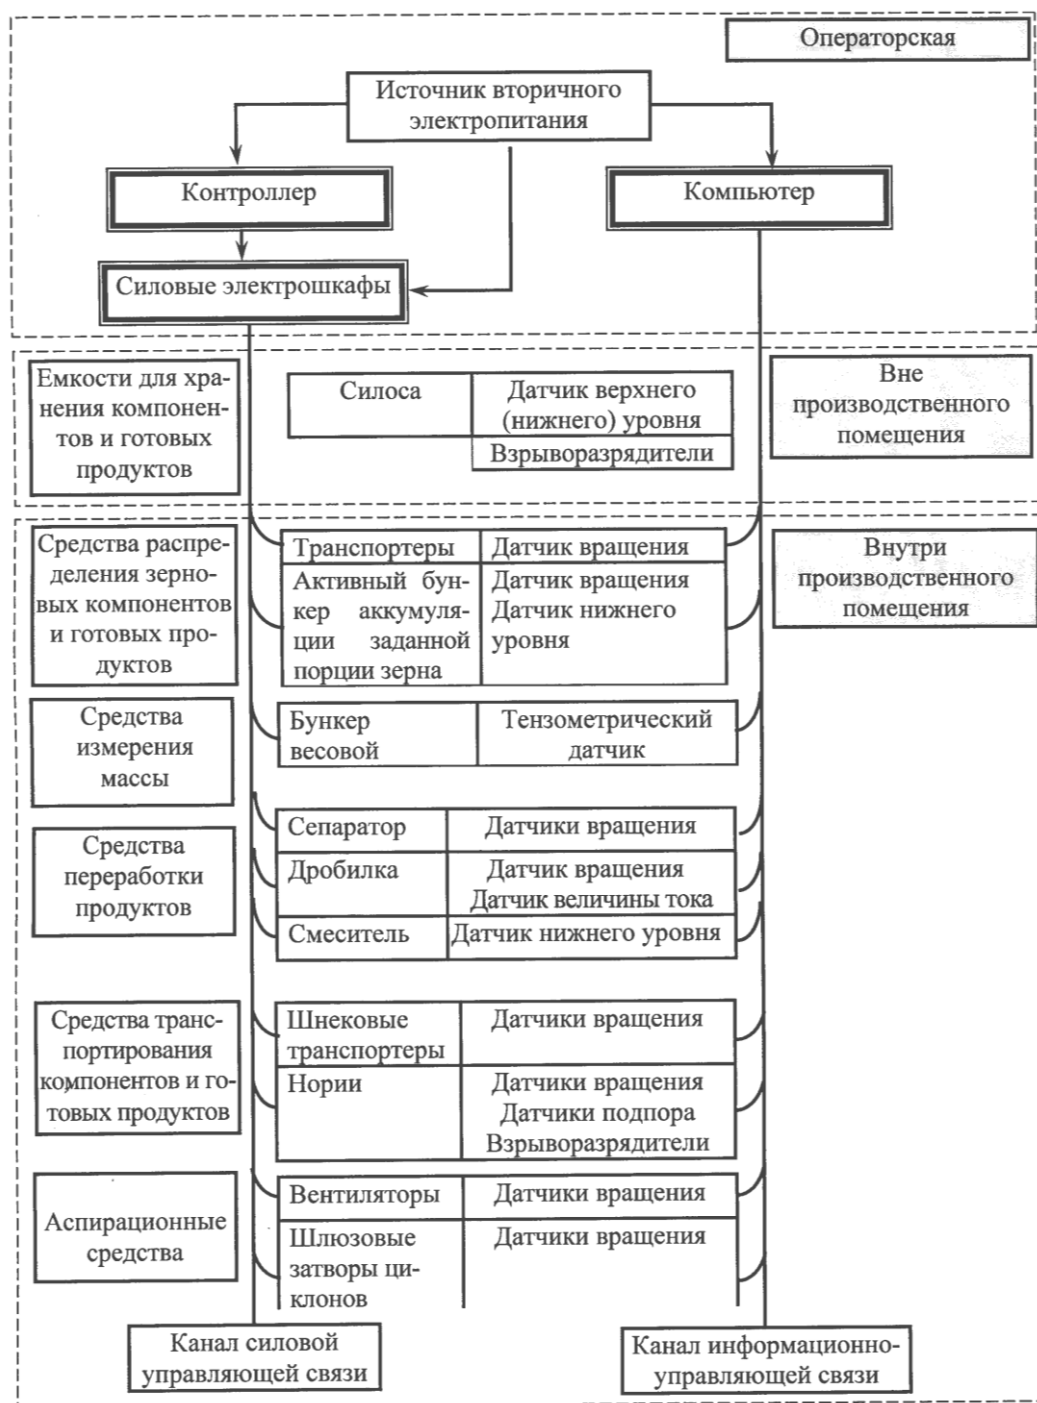 Операторская
Источник вторичного
электропитания
Контроллер
Компьютер
Силовые электрошкафы
Емкости для хра-
нения компонен-
тов и готовых
продуктов
Силоса
Датчик верхнего
(нижнего) уровня
Взрыворазрядители
Вне
производственного
помещения
Средства распре-
деления зерно-
вых компонентов
и готовых про-
дуктов
Транспортеры
Датчик вращения
Активный бун-
кер аккумуля-
ции заданной
порции зерна
Датчик вращения
Датчик нижнего
уровня
Внутри
производственного
помещения
Средства
измерения
массы
Бункер
весовой
Тензометрический
датчик
Средства
переработки
продуктов
Сепаратор
Датчики вращения
Дробилка
Датчик вращения
Датчик величины тока
Смеситель
Датчик нижнего уровня
Средства транс-
портирования
компонентов и го-
товых продуктов
Шнековые
транспортеры
Датчики вращения
Нории
Датчики вращения
Датчики подпора
Взрыворазрядители
Аспирационные
средства
Вентиляторы
Датчики вращения
Шлюзовые
затворы ци-
клонов
Датчики вращения
Канал силовой
управляющей связи
Канал информационно-
управляющей связи